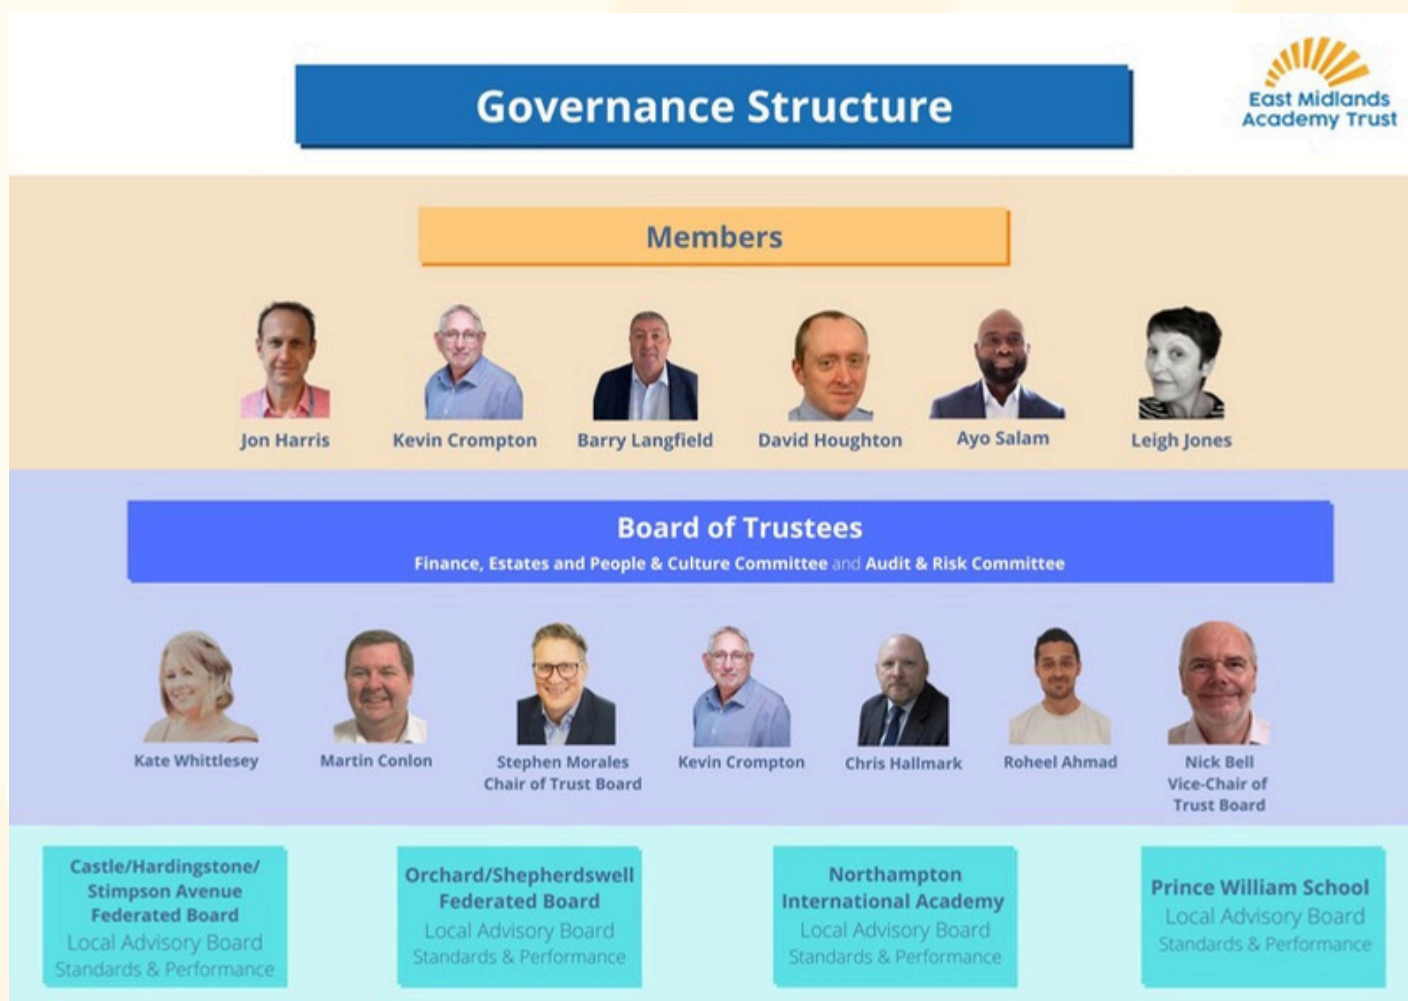 Governance Structure
East Midlands
Academy Trust
Members
Jon Harris
Kevin Crompton
Barry Langfield
David Houghton
Ayo Salam
Leigh Jones
Board of Trustees
Finance, Estates and People & Culture Committee and Audit & Risk Committee
Kate Whittlesey
Martin Conlon
Stephen Morales
Chair of Trust Board
Kevin Crompton
Chris Hallmark
Roheel Ahmad
Nick Bell
Vice-Chair of
Trust Board
Castle/Hardingstone/
Stimpson Avenue
Federated Board
Local Advisory Board
Standards & Performance
Orchard/Shepherdswell
Federated Board
Local Advisory Board
Standards & Performance
Northampton
International Academy
Local Advisory Board
Standards & Performance
Prince William School
Local Advisory Board
Standards & Performance